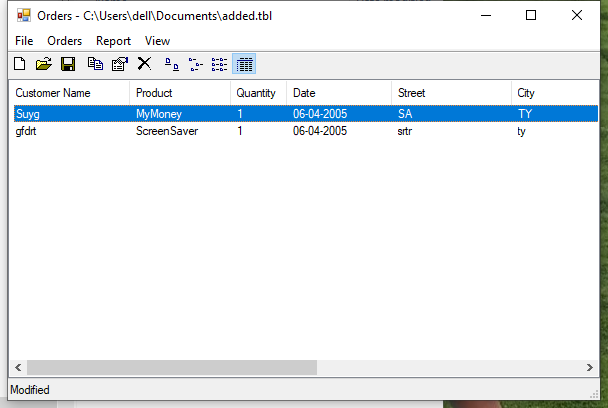 Orders - C:\Users\dell\Documents\added.tbl
File Orders Report View
Customer Name Product Quantity Date Street City
Suyg MyMoney 1 06-04-2005 SA TY
gfdrt ScreenSaver 1 06-04-2005 srtr ty
Modified